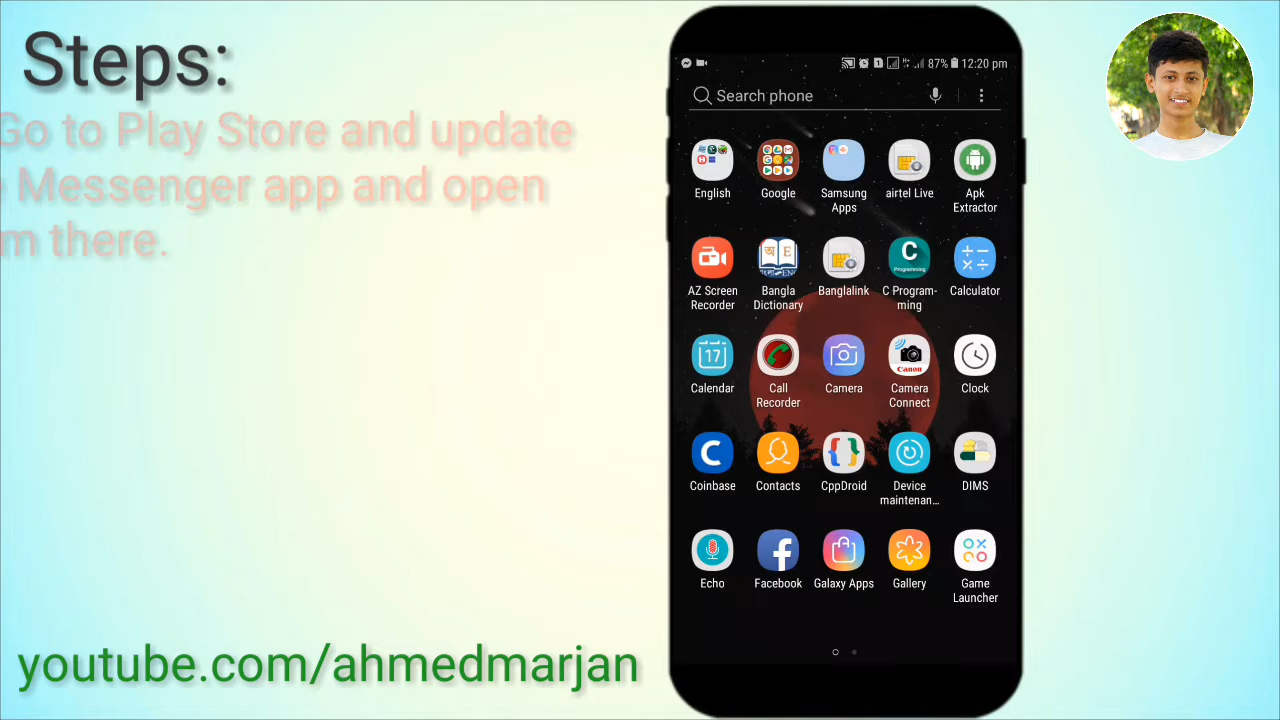 Steps:
Go to Play Store and update
Messenger app and open
m there.
youtube.com/ahmedmarjan
87% 12:20 pm
Search phone
English Google Samsung Apps airtel Live Apk Extractor
AZ Screen Recorder Bangla Dictionary Banglalink C Program-ming Calculator
C
Programming
17
Canon
Calendar Call Recorder Camera Camera Connect Clock
Coinbase Contacts CppDroid Device maintenan... DIMS
Echo Facebook Galaxy Apps Gallery Game Launcher